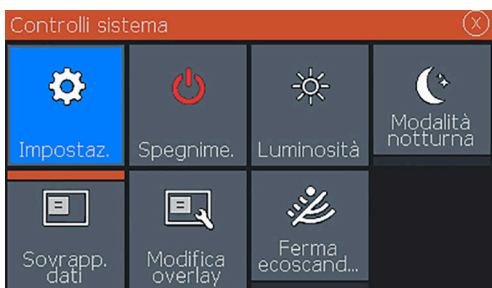 Controlli sistema
Impostaz.
Spegnime.
Luminosità
Modalità
notturna
Sovrapp.
dati
Modifica
overlay
Ferma
ecoscand...